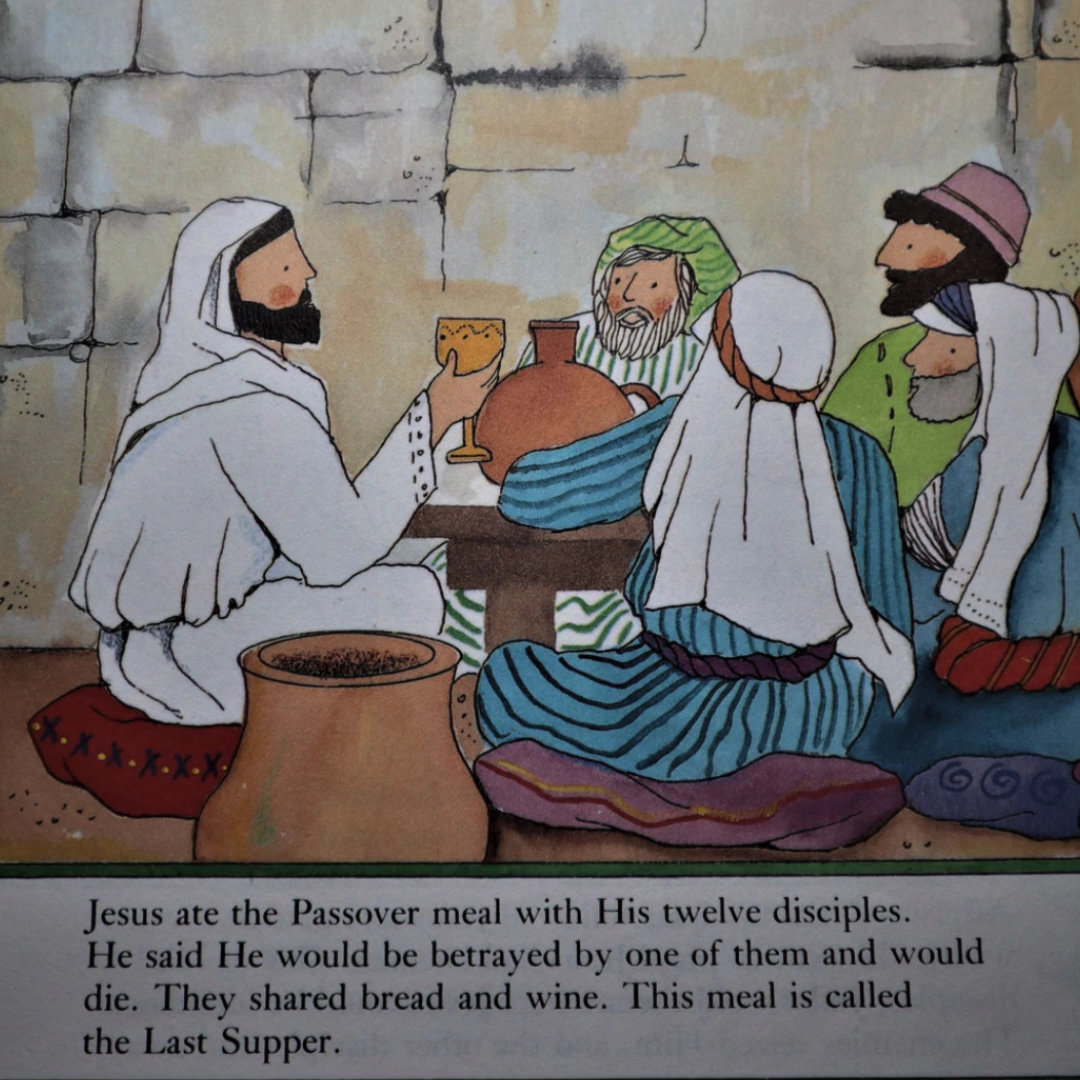 Jesus ate the Passover meal with His twelve disciples.
He said He would be betrayed by one of them and would
die. They shared bread and wine. This meal is called
the Last Supper.